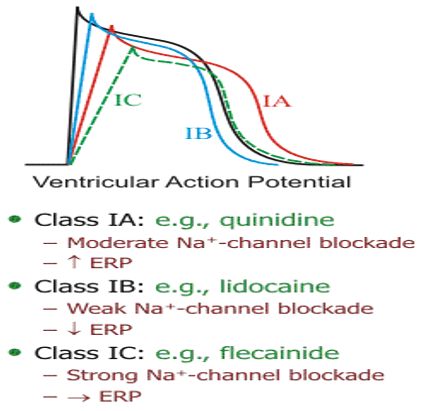 IC
IA
IB
Ventricular Action Potential
• Class IA: e.g., quinidine
– Moderate Na⁺-channel blockade
– ↑ ERP
• Class IB: e.g., lidocaine
– Weak Na⁺-channel blockade
– ↓ ERP
• Class IC: e.g., flecainide
– Strong Na⁺-channel blockade
– → ERP